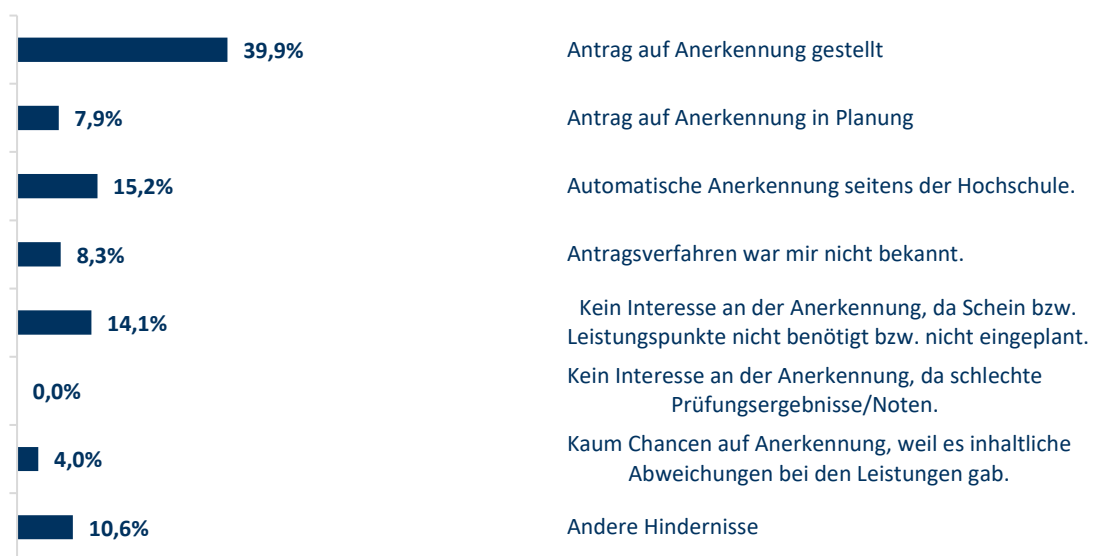 39,9%
Antrag auf Anerkennung gestellt
7,9%
Antrag auf Anerkennung in Planung
15,2%
Automatische Anerkennung seitens der Hochschule.
8,3%
Antragsverfahren war mir nicht bekannt.
14,1%
Kein Interesse an der Anerkennung, da Schein bzw.
Leistungspunkte nicht benötigt bzw. nicht eingeplant.
0,0%
Kein Interesse an der Anerkennung, da schlechte
Prüfungsergebnisse/Noten.
4,0%
Kaum Chancen auf Anerkennung, weil es inhaltliche
Abweichungen bei den Leistungen gab.
10,6%
Andere Hindernisse